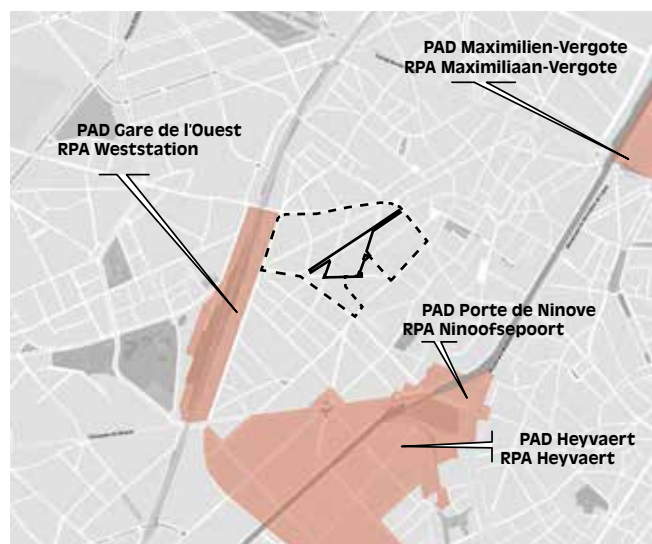 PAD Maximilien-Vergote
RPA Maximiliaan-Vergote
PAD Gare de l'Ouest
RPA Weststation
PAD Porte de Ninove
RPA Ninoofsepoort
PAD Heyvaert
RPA Heyvaert